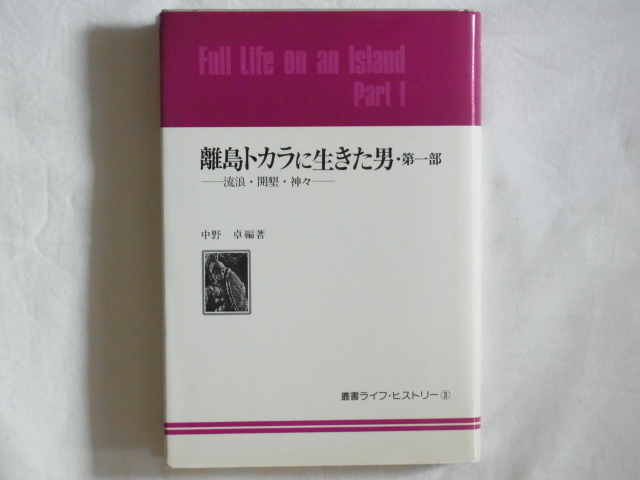 Full Life on an Island
Part I
離島トカラに生きた男・第一部
──流浪・開墾・神々──
中野 卓編著
叢書ライフ・ヒストリー③